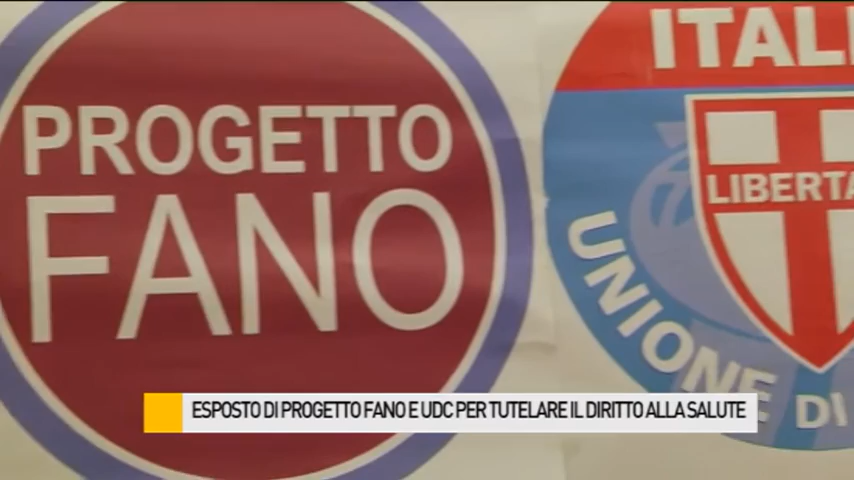 PROGETTO
FANO
ITALI
LIBERTA
UNIONE DI
ESPOSTO DI PROGETTO FANO E UDC PER TUTELARE IL DIRITTO ALLA SALUTE